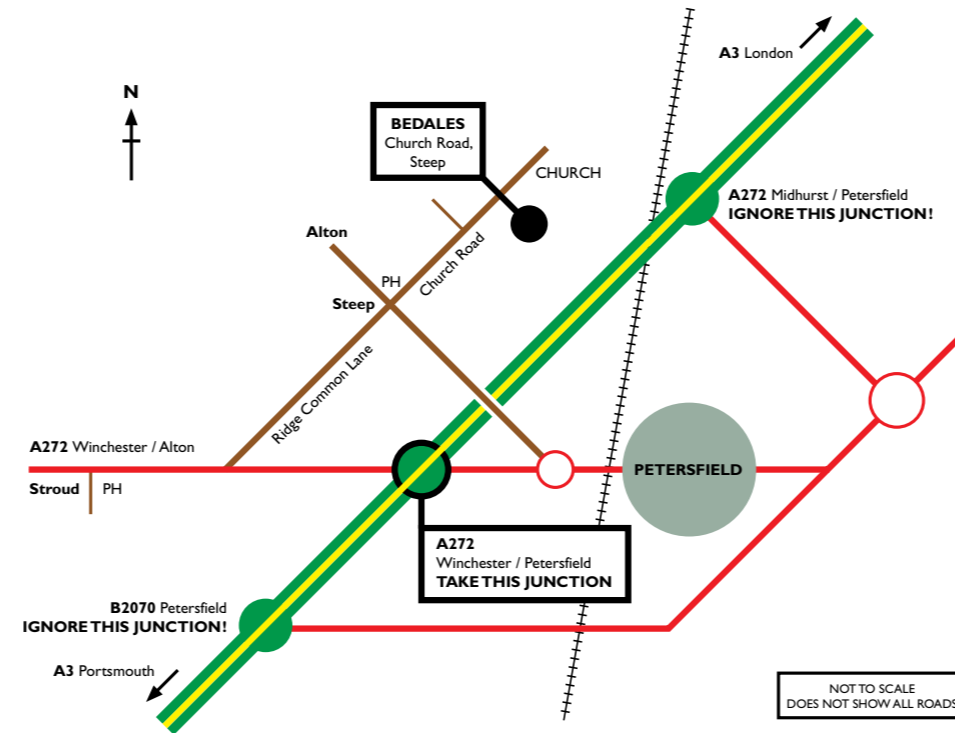 A3 London
N
BEDALES
Church Road,
Steep
CHURCH
A272 Midhurst / Petersfield
IGNORE THIS JUNCTION!
Alton
PH
Church Road
Steep
Ridge Common Lane
A272 Winchester / Alton
Stroud
PH
PETERSFIELD
A272
Winchester / Petersfield
TAKE THIS JUNCTION
B2070 Petersfield
IGNORE THIS JUNCTION!
A3 Portsmouth
NOT TO SCALE
DOES NOT SHOW ALL ROADS